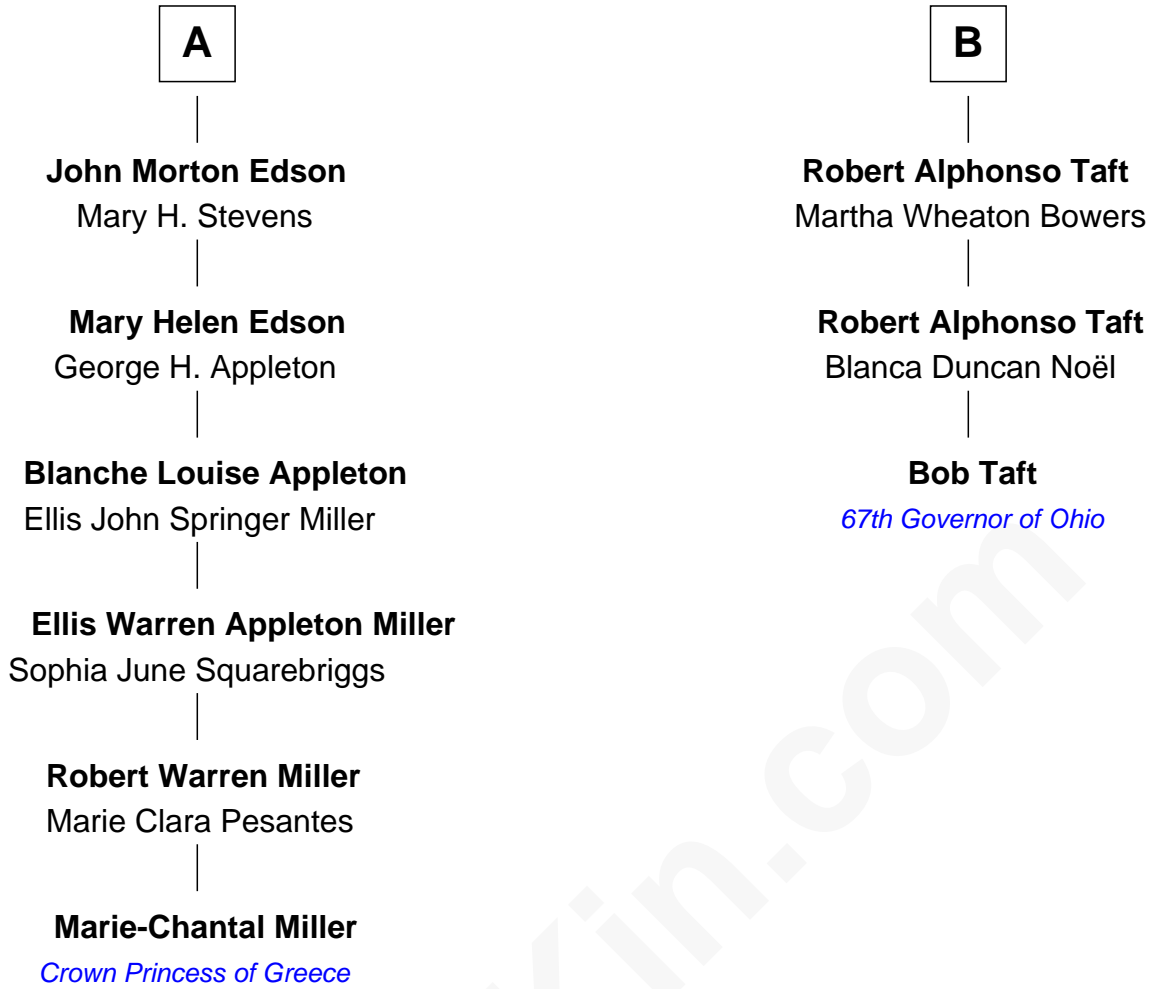 A
John Morton Edson
Mary H. Stevens
Mary Helen Edson
George H. Appleton
Blanche Louise Appleton
Ellis John Springer Miller
Ellis Warren Appleton Miller
Sophia June Squarebriggs
Robert Warren Miller
Marie Clara Pesantes
Marie-Chantal Miller
Crown Princess of Greece
B
Robert Alphonso Taft
Martha Wheaton Bowers
Robert Alphonso Taft
Blanca Duncan Noël
Bob Taft
67th Governor of Ohio